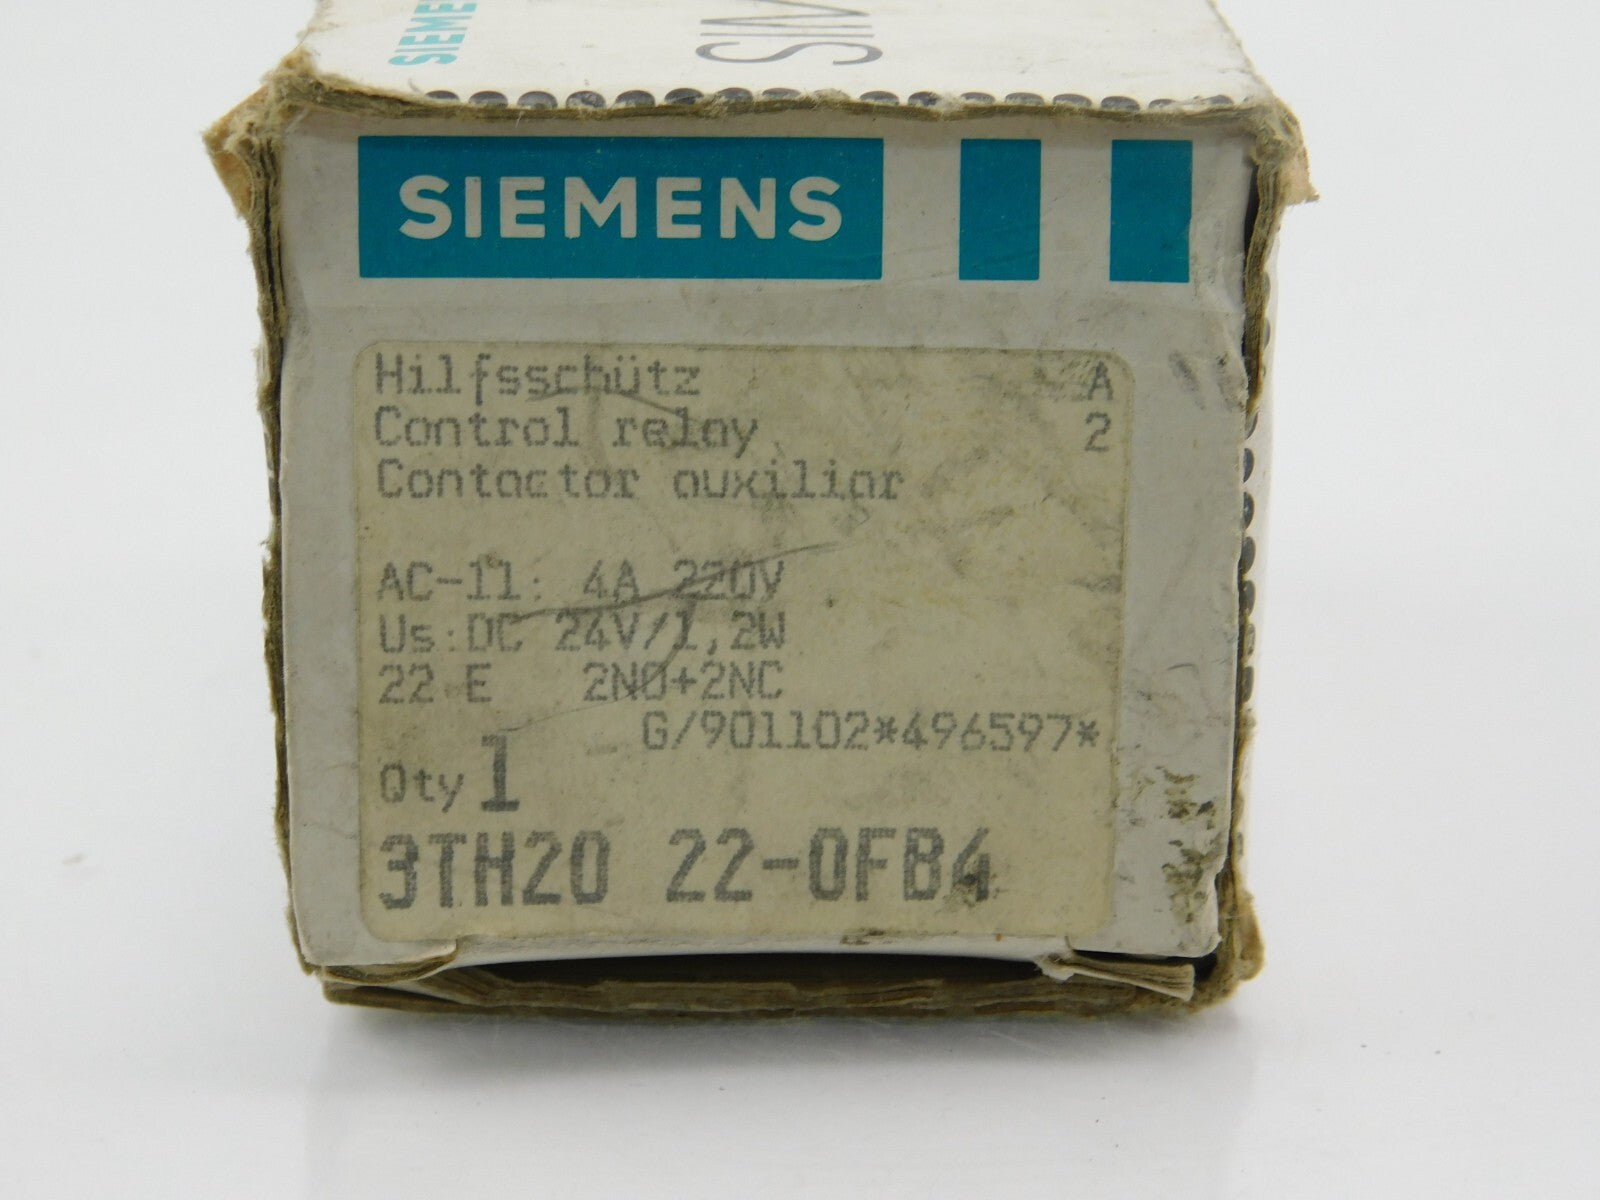 SIEMENS
SIEMENS
Hilfsschütz A
Control relay 2
Contactor auxiliar
AC-11: 4A 220V
Us:DC 24V/1,2W
22 E 2NO+2NC
G/901102*496597*
Qty 1
3TH20 22-0FB4